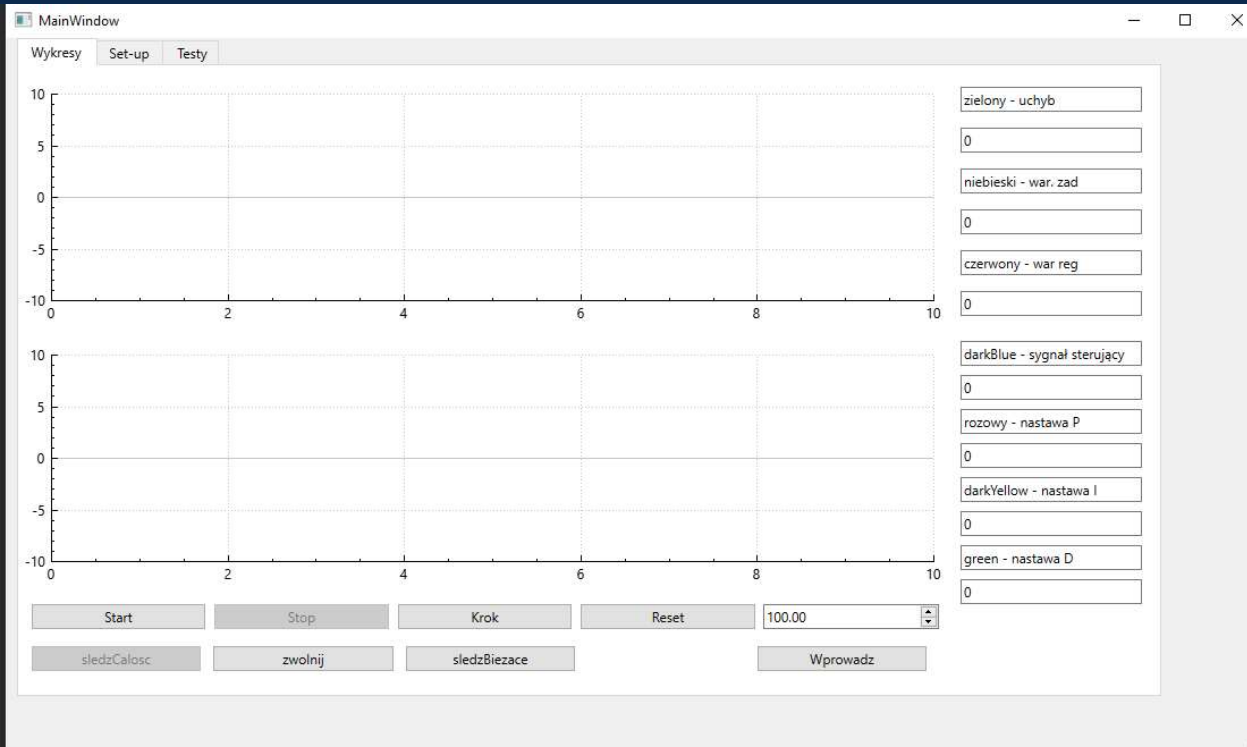 MainWindow
Wykresy Set-up Testy
10
5
0
-5
-10
0 2 4 6 8 10
zielony - uchyb
0
niebieski - war. zad
0
czerwony - war reg
0
10
5
0
-5
-10
0 2 4 6 8 10
darkBlue - sygnał sterujący
0
rozowy - nastawa P
0
darkYellow - nastawa I
0
green - nastawa D
0
Start Stop Krok Reset 100.00
sledzCalosc zwolnij sledzBiezace Wprowadz